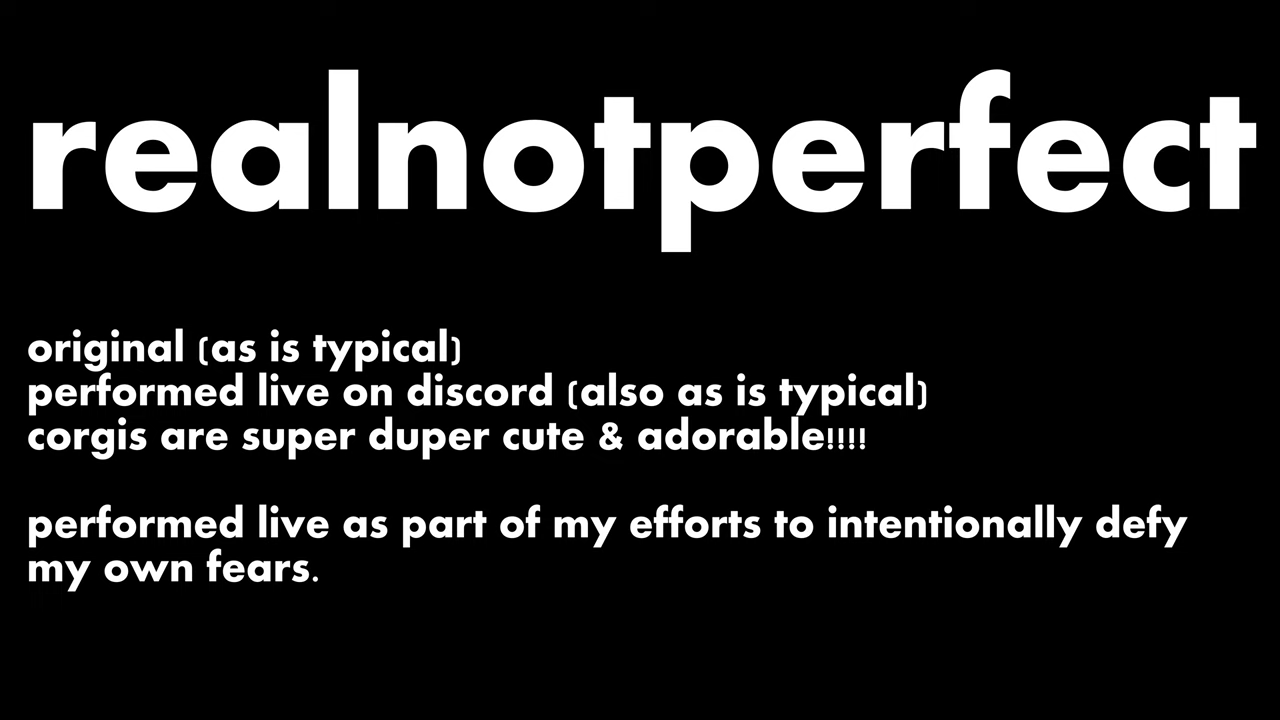 realnotperfect
original (as is typical)
performed live on discord (also as is typical)
corgis are super duper cute & adorable!!!!
performed live as part of my efforts to intentionally defy
my own fears.